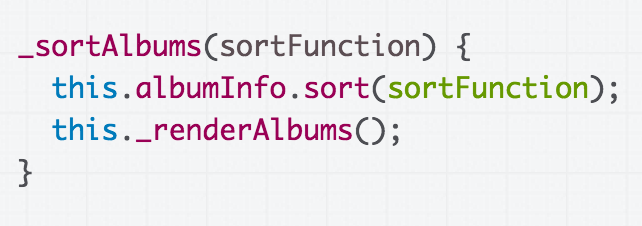 _sortAlbums(sortFunction) {
  this.albumInfo.sort(sortFunction);
  this._renderAlbums();
}